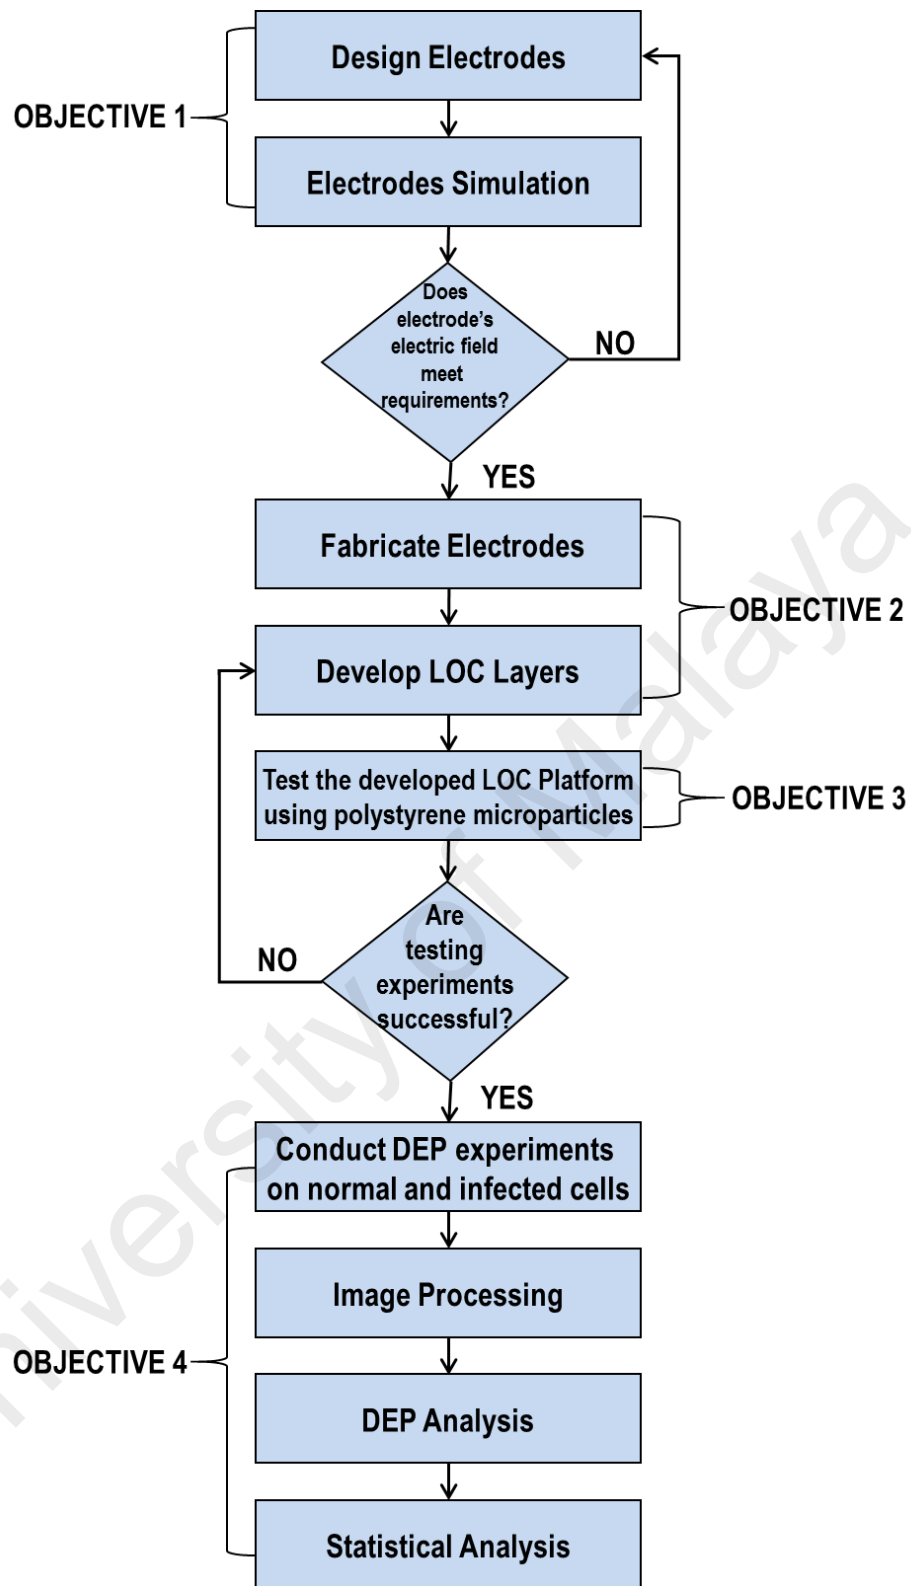 Design Electrodes
OBJECTIVE 1
Electrodes Simulation
Does
electrode's
electric field
meet
requirements?
NO
YES
Fabricate Electrodes
OBJECTIVE 2
Develop LOC Layers
Test the developed LOC Platform
using polystyrene microparticles
OBJECTIVE 3
Are
testing
experiments
successful?
NO
YES
Conduct DEP experiments
on normal and infected cells
Image Processing
OBJECTIVE 4
DEP Analysis
Statistical Analysis
niversity of Malaya